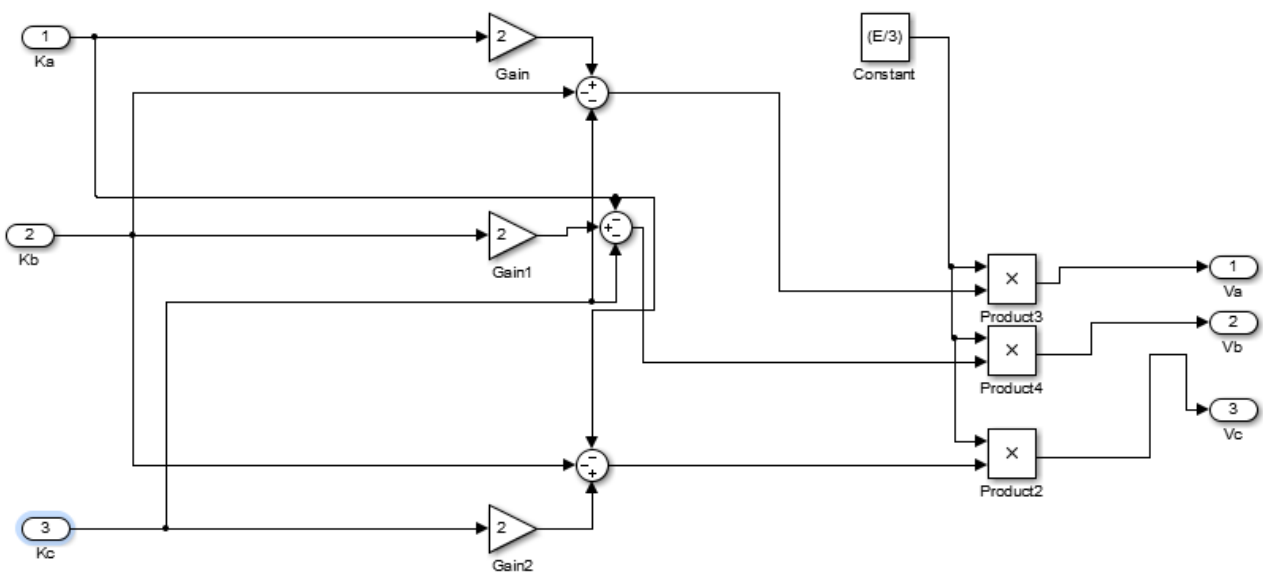 1
Ka
2
Gain
(E/3)
Constant
+
−
−
2
Kb
2
Gain1
−
+
−
×
Product3
1
Va
×
Product4
2
Vb
3
Vc
×
Product2
−
−
+
3
Kc
2
Gain2